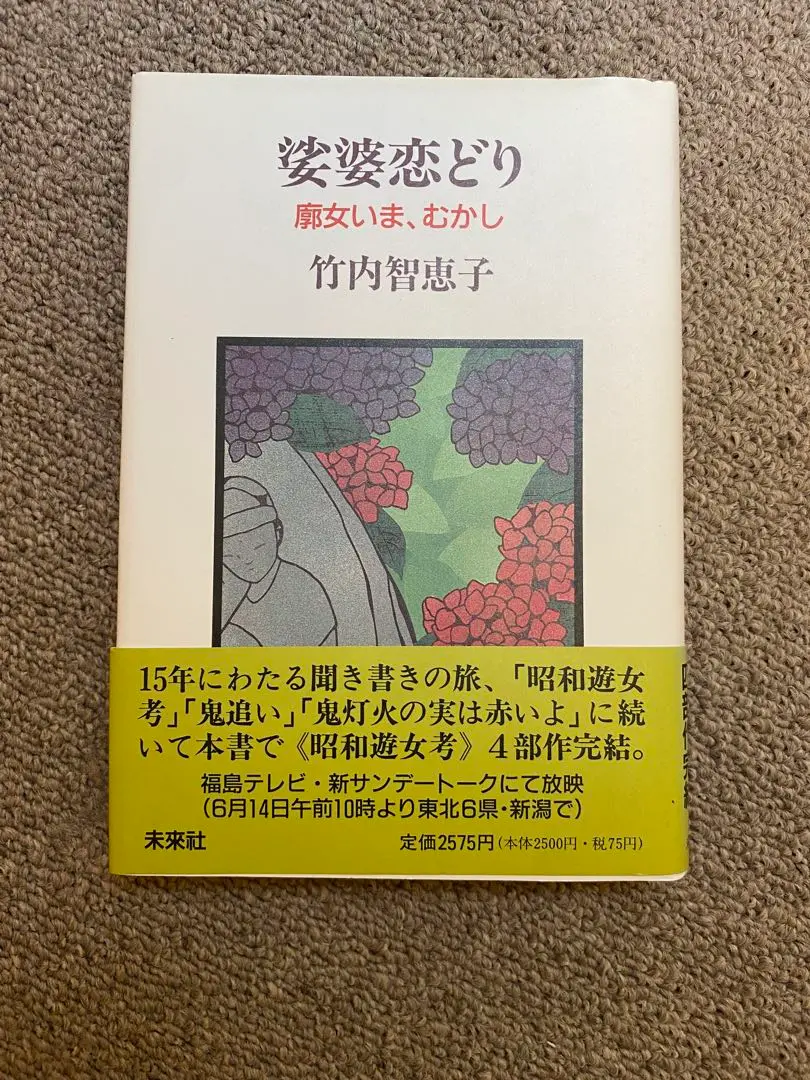 娑婆恋どり
廓女いま、むかし
竹内智恵子
15年にわたる聞き書きの旅、「昭和遊女
考」「鬼追い」「鬼灯火の実は赤いよ」に続
いて本書で《昭和遊女考》４部作完結。
福島テレビ・新サンデートークにて放映
(6月14日午前10時より東北6県・新潟で)
未來社
定価2575円(本体2500円・税75円)